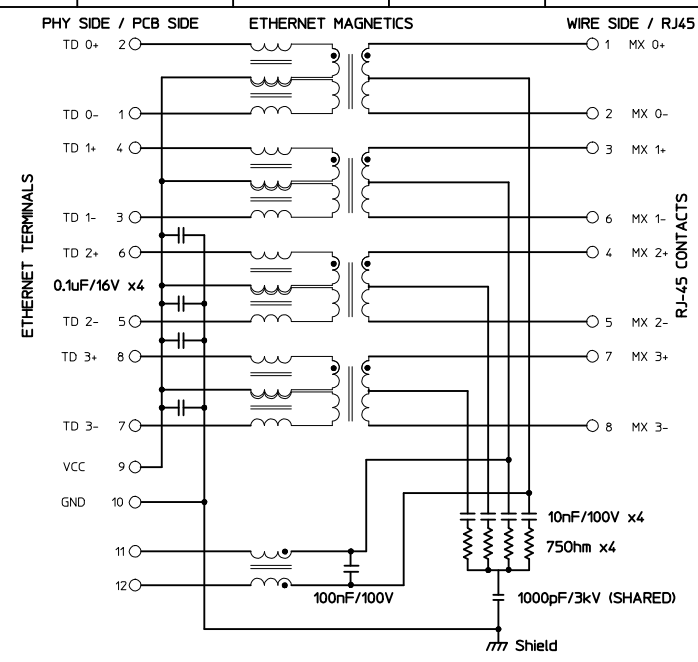 PHY SIDE / PCB SIDE ETHERNET MAGNETICS WIRE SIDE / RJ45
TD 0+ 2 1 MX 0+
TD 0- 1 2 MX 0-
TD 1+ 4 3 MX 1+
TD 1- 3 6 MX 1-
TD 2+ 6 4 MX 2+
0.1uF/16V x4
TD 2- 5 5 MX 2-
TD 3+ 8 7 MX 3+
TD 3- 7 8 MX 3-
ETHERNET TERMINALS
RJ-45 CONTACTS
VCC 9
GND 10
10nF/100V x4
11
75Ohm x4
12
100nF/100V
1000pF/3kV (SHARED)
Shield